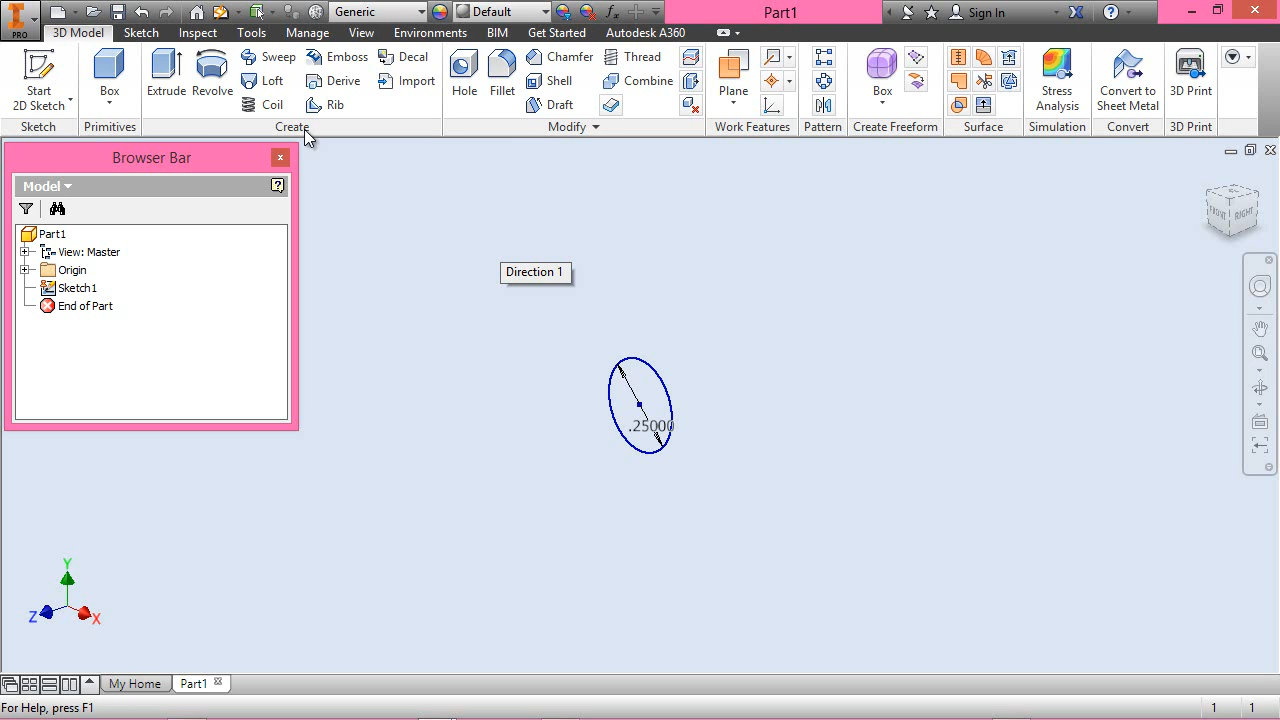 PRO
Generic
Default
fx
Part1
Sign In
3D Model Sketch Inspect Tools Manage View Environments BIM Get Started Autodesk A360
Start
2D Sketch
Box
Extrude
Revolve
Sweep
Loft
Coil
Emboss
Derive
Rib
Decal
Import
Hole
Fillet
Chamfer
Shell
Draft
Thread
Combine
Plane
Box
Stress
Analysis
Convert to
Sheet Metal
3D Print
Sketch Primitives Create Modify Work Features Pattern Create Freeform Surface Simulation Convert 3D Print
Browser Bar
Model
Part1
View: Master
Origin
Sketch1
End of Part
Direction 1
FRONT RIGHT
.25000
Y
Z X
My Home Part1
For Help, press F1 1 1